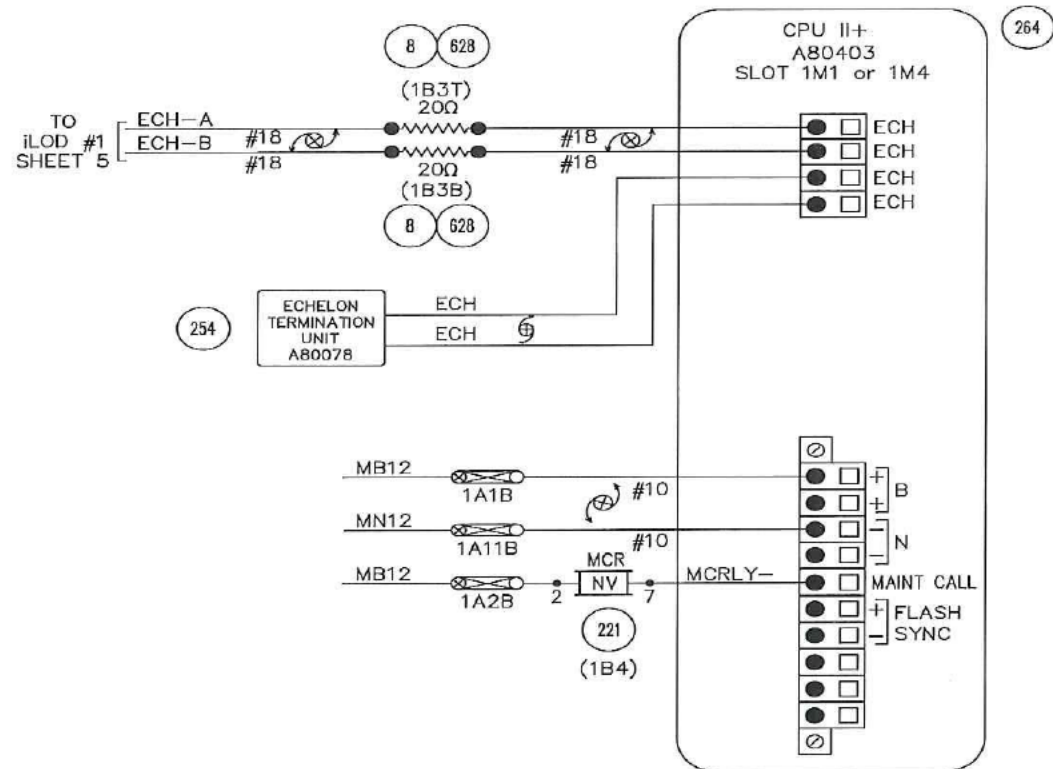 8 628
(1B3T)
20Ω
TO
iLOD #1
SHEET 5
ECH-A
ECH-B
#18
#18
#18
#18
20Ω
(1B3B)
8 628
CPU II+
A80403
SLOT 1M1 or 1M4
264
ECH
ECH
ECH
ECH
254
ECHELON
TERMINATION
UNIT
A80078
ECH
ECH
MB12
1A1B
#10
+
+
B
MN12
1A11B
#10
-
-
N
MB12
1A2B
2
MCR
NV
7
MCRLY-
MAINT CALL
221
(1B4)
+
-
FLASH
SYNC